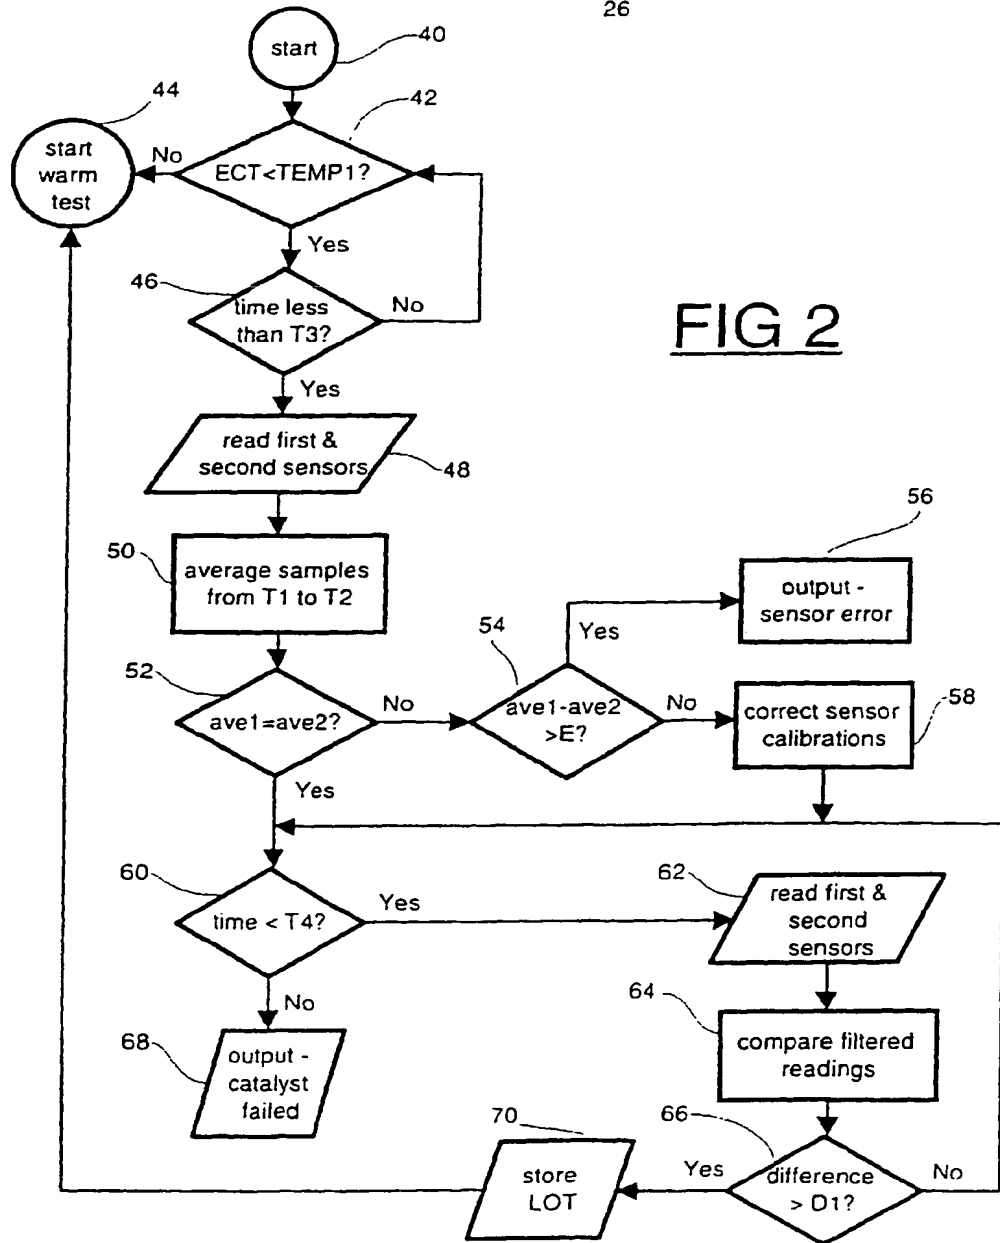 26
start
40
44
42
start
warm
test
No
ECT<TEMP1?
Yes
46
time less
than T3?
No
FIG 2
Yes
read first &
second sensors
48
50
average samples
from T1 to T2
56
output -
sensor error
54
Yes
52
ave1=ave2?
No
ave1-ave2
>E?
No
correct sensor
calibrations
58
Yes
60
time < T4?
Yes
62
read first &
second
sensors
No
64
compare filtered
readings
68
output -
catalyst
failed
70
66
store
LOT
Yes
difference
> D1?
No